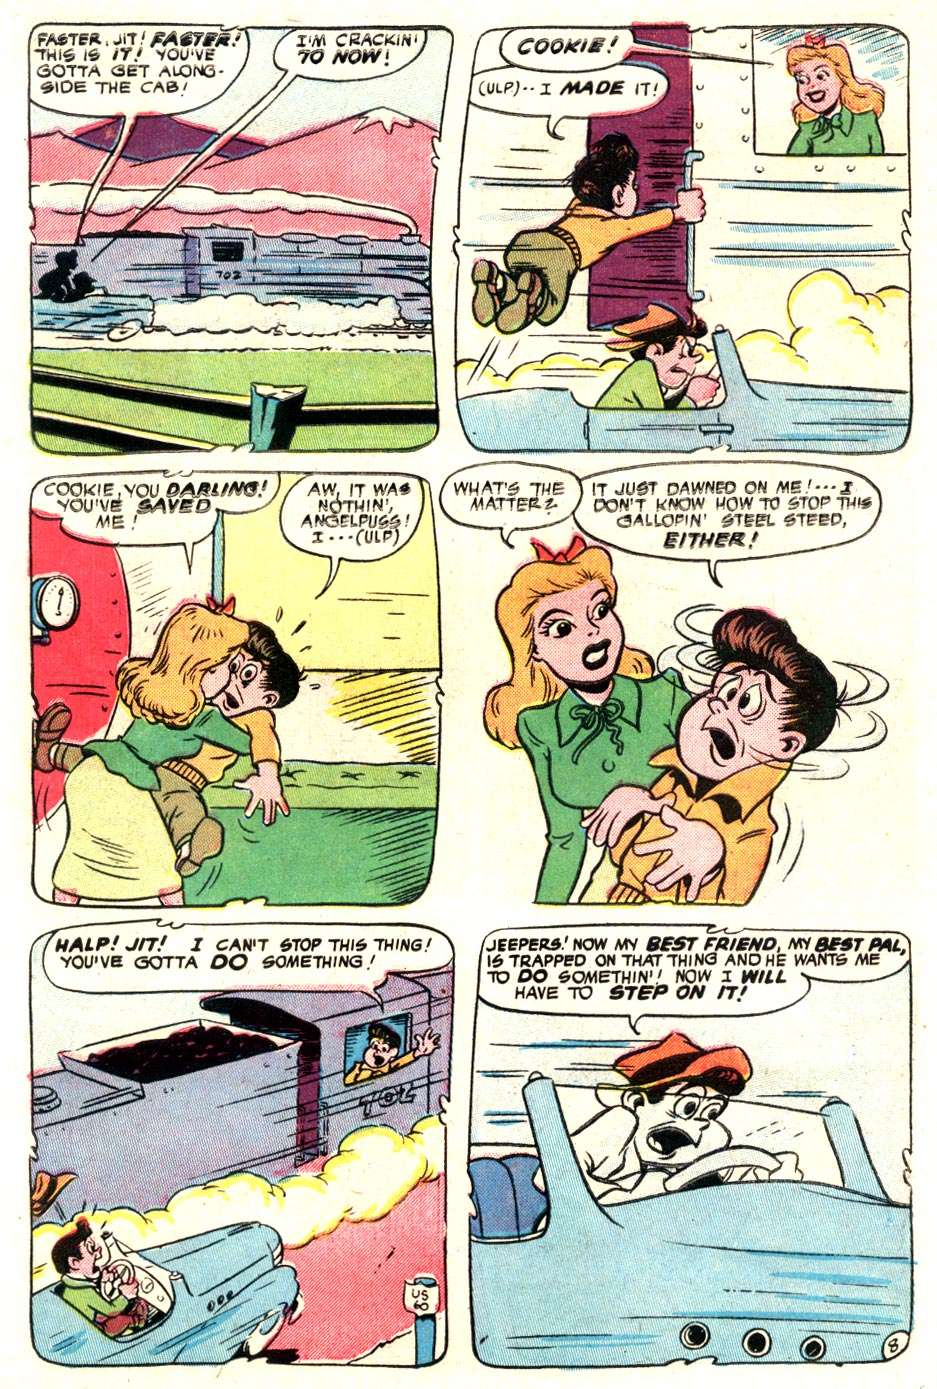 FASTER, JIT! FASTER!
THIS IS IT! YOU'VE
GOTTA GET ALONG-
SIDE THE CAB!
I'M CRACKIN'
70 NOW!
702
COOKIE!
(ULP)-- I MADE IT!
COOKIE, YOU DARLING!
YOU'VE SAVED
ME!
AW, IT WAS
NOTHIN',
ANGELPUSS!
I---(ULP)
WHAT'S THE
MATTER?
IT JUST DAWNED ON ME!--- I
DON'T KNOW HOW TO STOP THIS
GALLOPIN' STEEL STEED,
EITHER!
HALP! JIT! I CAN'T STOP THIS THING!
YOU'VE GOTTA DO SOMETHING!
702
US
60
JEEPERS! NOW MY BEST FRIEND, MY BEST PAL,
IS TRAPPED ON THAT THING AND HE WANTS ME
TO DO SOMETHIN'! NOW I WILL
HAVE TO STEP ON IT!
8